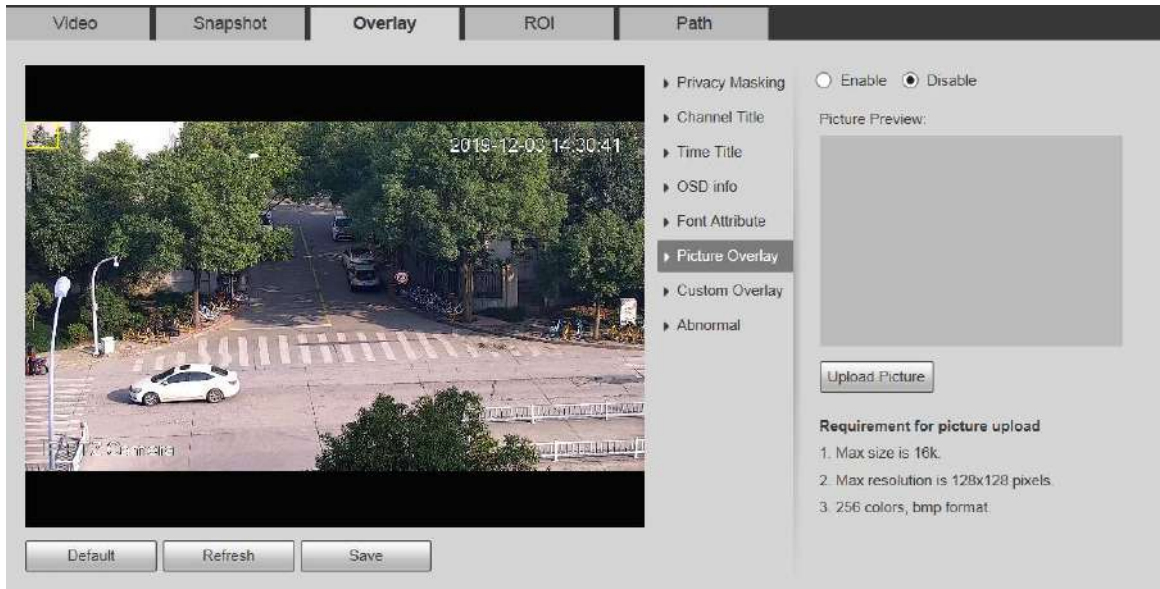 Video Snapshot Overlay ROI Path
2019-12-03 14:30:41
Privacy Masking
Channel Title
Time Title
OSD info
Font Attribute
Picture Overlay
Custom Overlay
Abnormal
Enable Disable
Picture Preview:
Upload Picture
Requirement for picture upload
1. Max size is 16k.
2. Max resolution is 128x128 pixels.
3. 256 colors, bmp format
Camera
Default Refresh Save